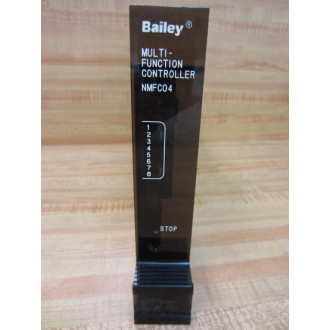 Bailey®
MULTI-
FUNCTION
CONTROLLER
NMFC04
1
2
3
4
5
6
7
8
STOP